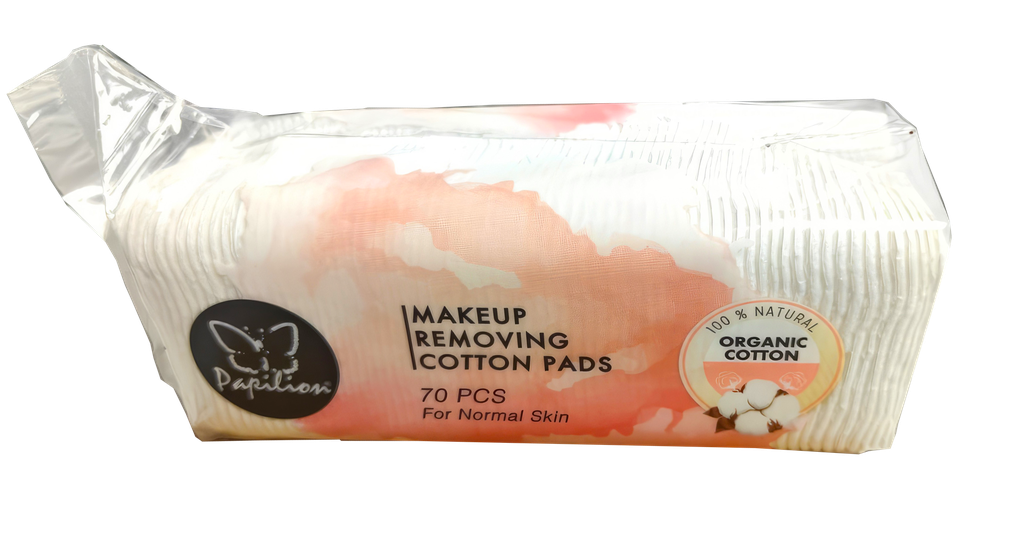 Papilion
MAKEUP
REMOVING
COTTON PADS
70 PCS
For Normal Skin
100 % NATURAL
ORGANIC
COTTON